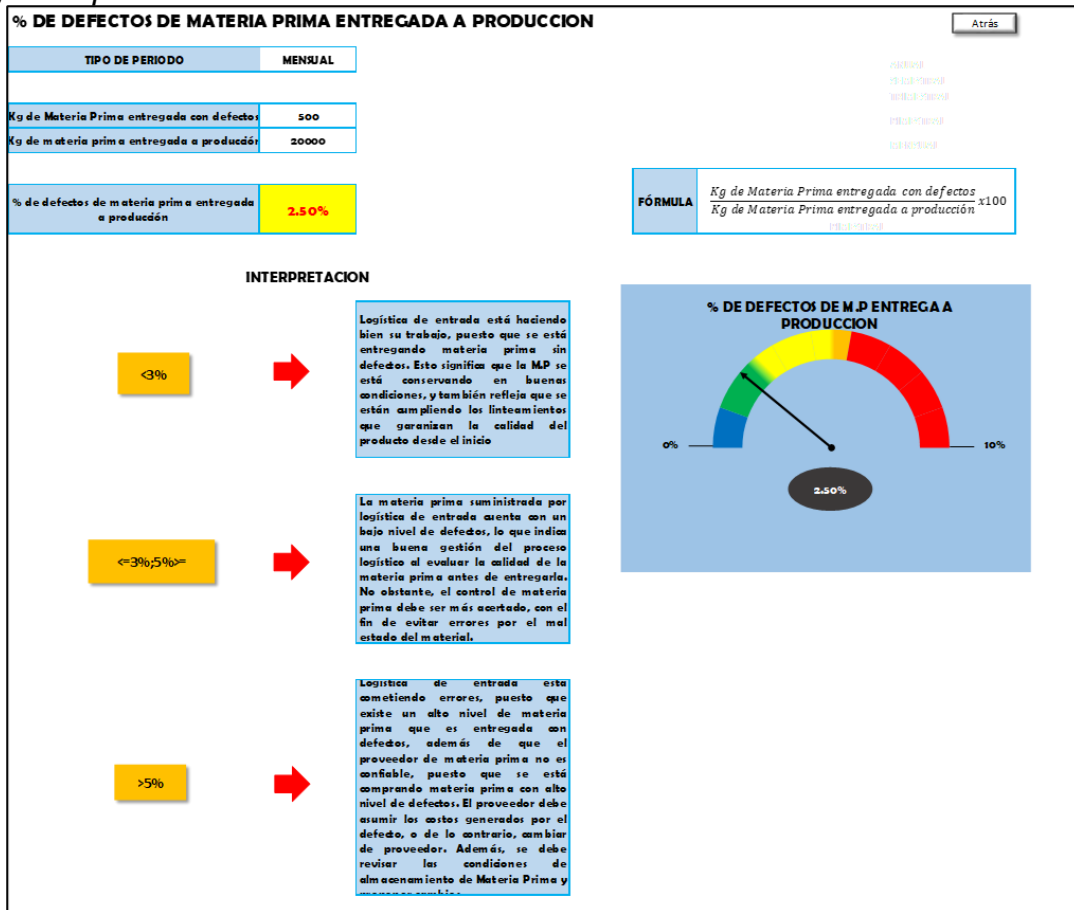 % DE DEFECTOS DE MATERIA PRIMA ENTREGADA A PRODUCCION
Atrás
TIPO DE PERIODO MENSUAL
Kg de Materia Prima entregada con defectos 500
Kg de materia prima entregada a producción 20000
% de defectos de materia prima entregada
a producción
2.50%
FÓRMULA
Kg de Materia Prima entregada con defectos
Kg de Materia Prima entregada a producción
x100
INTERPRETACION
<3%
Logística de entrada está haciendo
bien su trabajo, puesto que se está
entregando materia prima sin
defectos. Esto significa que la M.P se
está conservando en buenas
condiciones, y también refleja que se
están cumpliendo los linteamientos
que garanizan la calidad del
producto desde el inicio
% DE DEFECTOS DE M.P ENTREGA A
PRODUCCION
0%
10%
2.50%
<=3%;5%>=
La materia prima suministrada por
logística de entrada cuenta con un
bajo nivel de defectos, lo que indica
una buena gestión del proceso
logístico al evaluar la calidad de la
materia prima antes de entregarla.
No obstante, el control de materia
prima debe ser más acertado, con el
fin de evitar errores por el mal
estado del material.
>5%
Logística de entrada está
cometiendo errores, puesto que
existe un alto nivel de materia
prima que es entregada con
defectos, además de que el
proveedor de materia prima no es
confiable, puesto que se está
comprando materia prima con alto
nivel de defectos. El proveedor debe
asumir los costos generados por el
defecto, o de lo contrario, cambiar
de proveedor. Además, se debe
revisar las condiciones de
almacenamiento de Materia Prima y